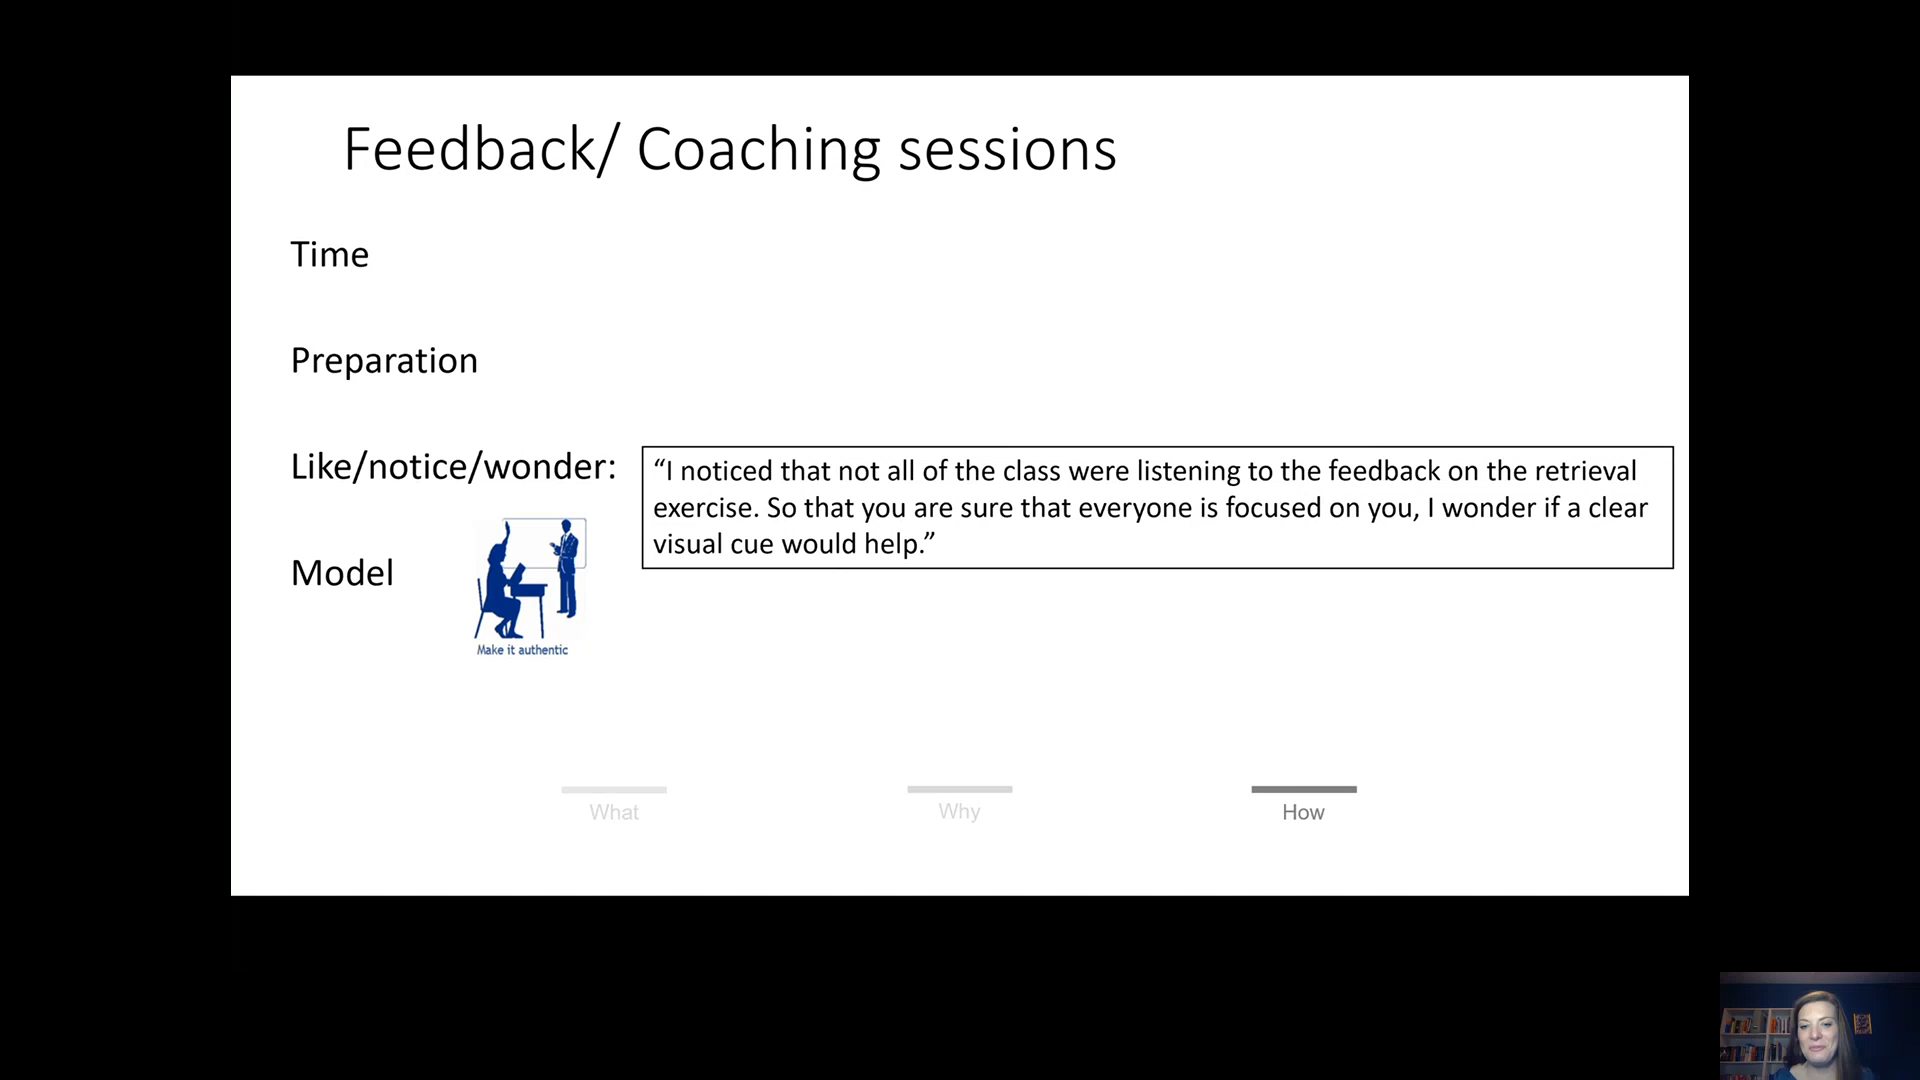 Feedback/ Coaching sessions
Time
Preparation
Like/notice/wonder:
“I noticed that not all of the class were listening to the feedback on the retrieval
exercise. So that you are sure that everyone is focused on you, I wonder if a clear
visual cue would help.”
Model
Make it authentic
What
Why
How